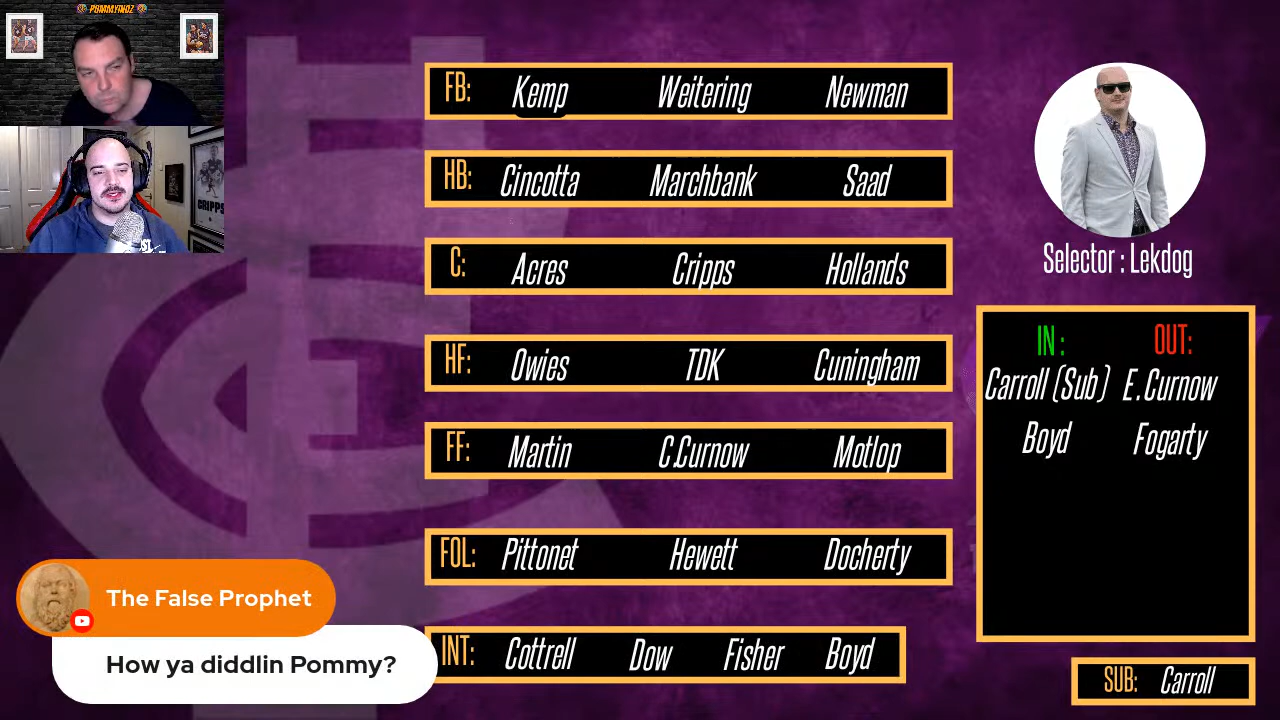 POMMYINOZ
FB: Kemp Weitering Newman
HB: Cincotta Marchbank Saad
C: Acres Cripps Hollands
HF: Owies TDK Cuningham
FF: Martin C.Curnow Motlop
FOL: Pittonet Hewett Docherty
INT: Cottrell Dow Fisher Boyd
Selector : Lekdog
IN : OUT:
Carroll (Sub) E.Curnow
Boyd Fogarty
SUB: Carroll
CRIPPS
The False Prophet
How ya diddlin Pommy?